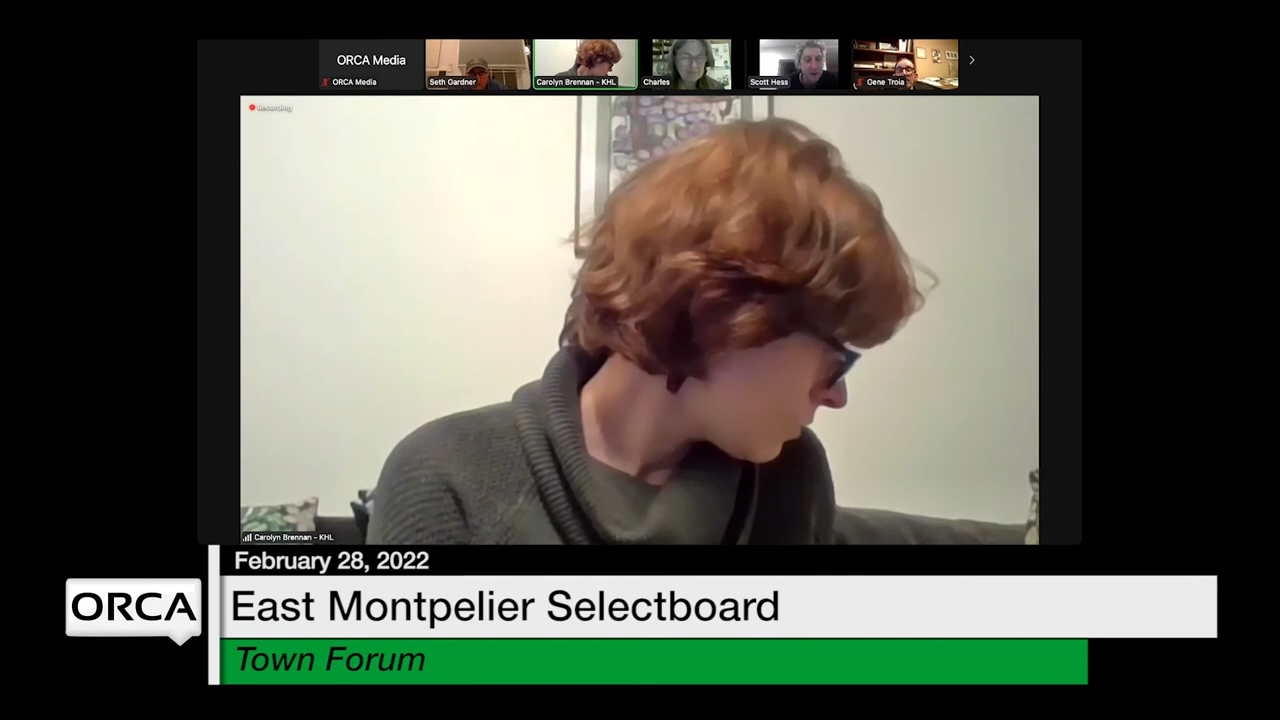 ORCA Media
ORCA Media
Seth Gardner
Carolyn Brennan - KHL
Charles
Scott Hess
Gene Troia
Recording
Carolyn Brennan - KHL
February 28, 2022
ORCA
East Montpelier Selectboard
Town Forum